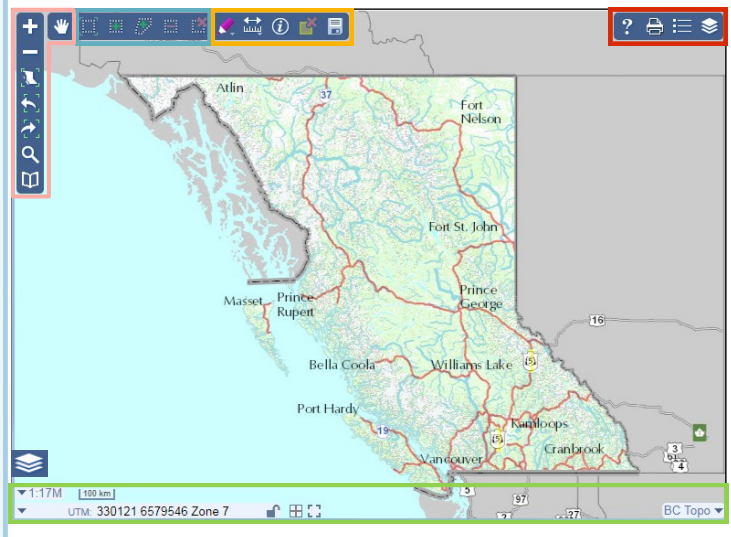 ?
Atlin
37
Fort
Nelson
Fort St. John
Masset
Prince
Rupert
Prince
George
16
Bella Coola
Williams Lake
(5)
Port Hardy
19
Kamloops
(5)
Cranbrook
3
Vancouver
4
5
97
1:17M
100 km
UTM: 330121 6579546 Zone 7
BC Topo